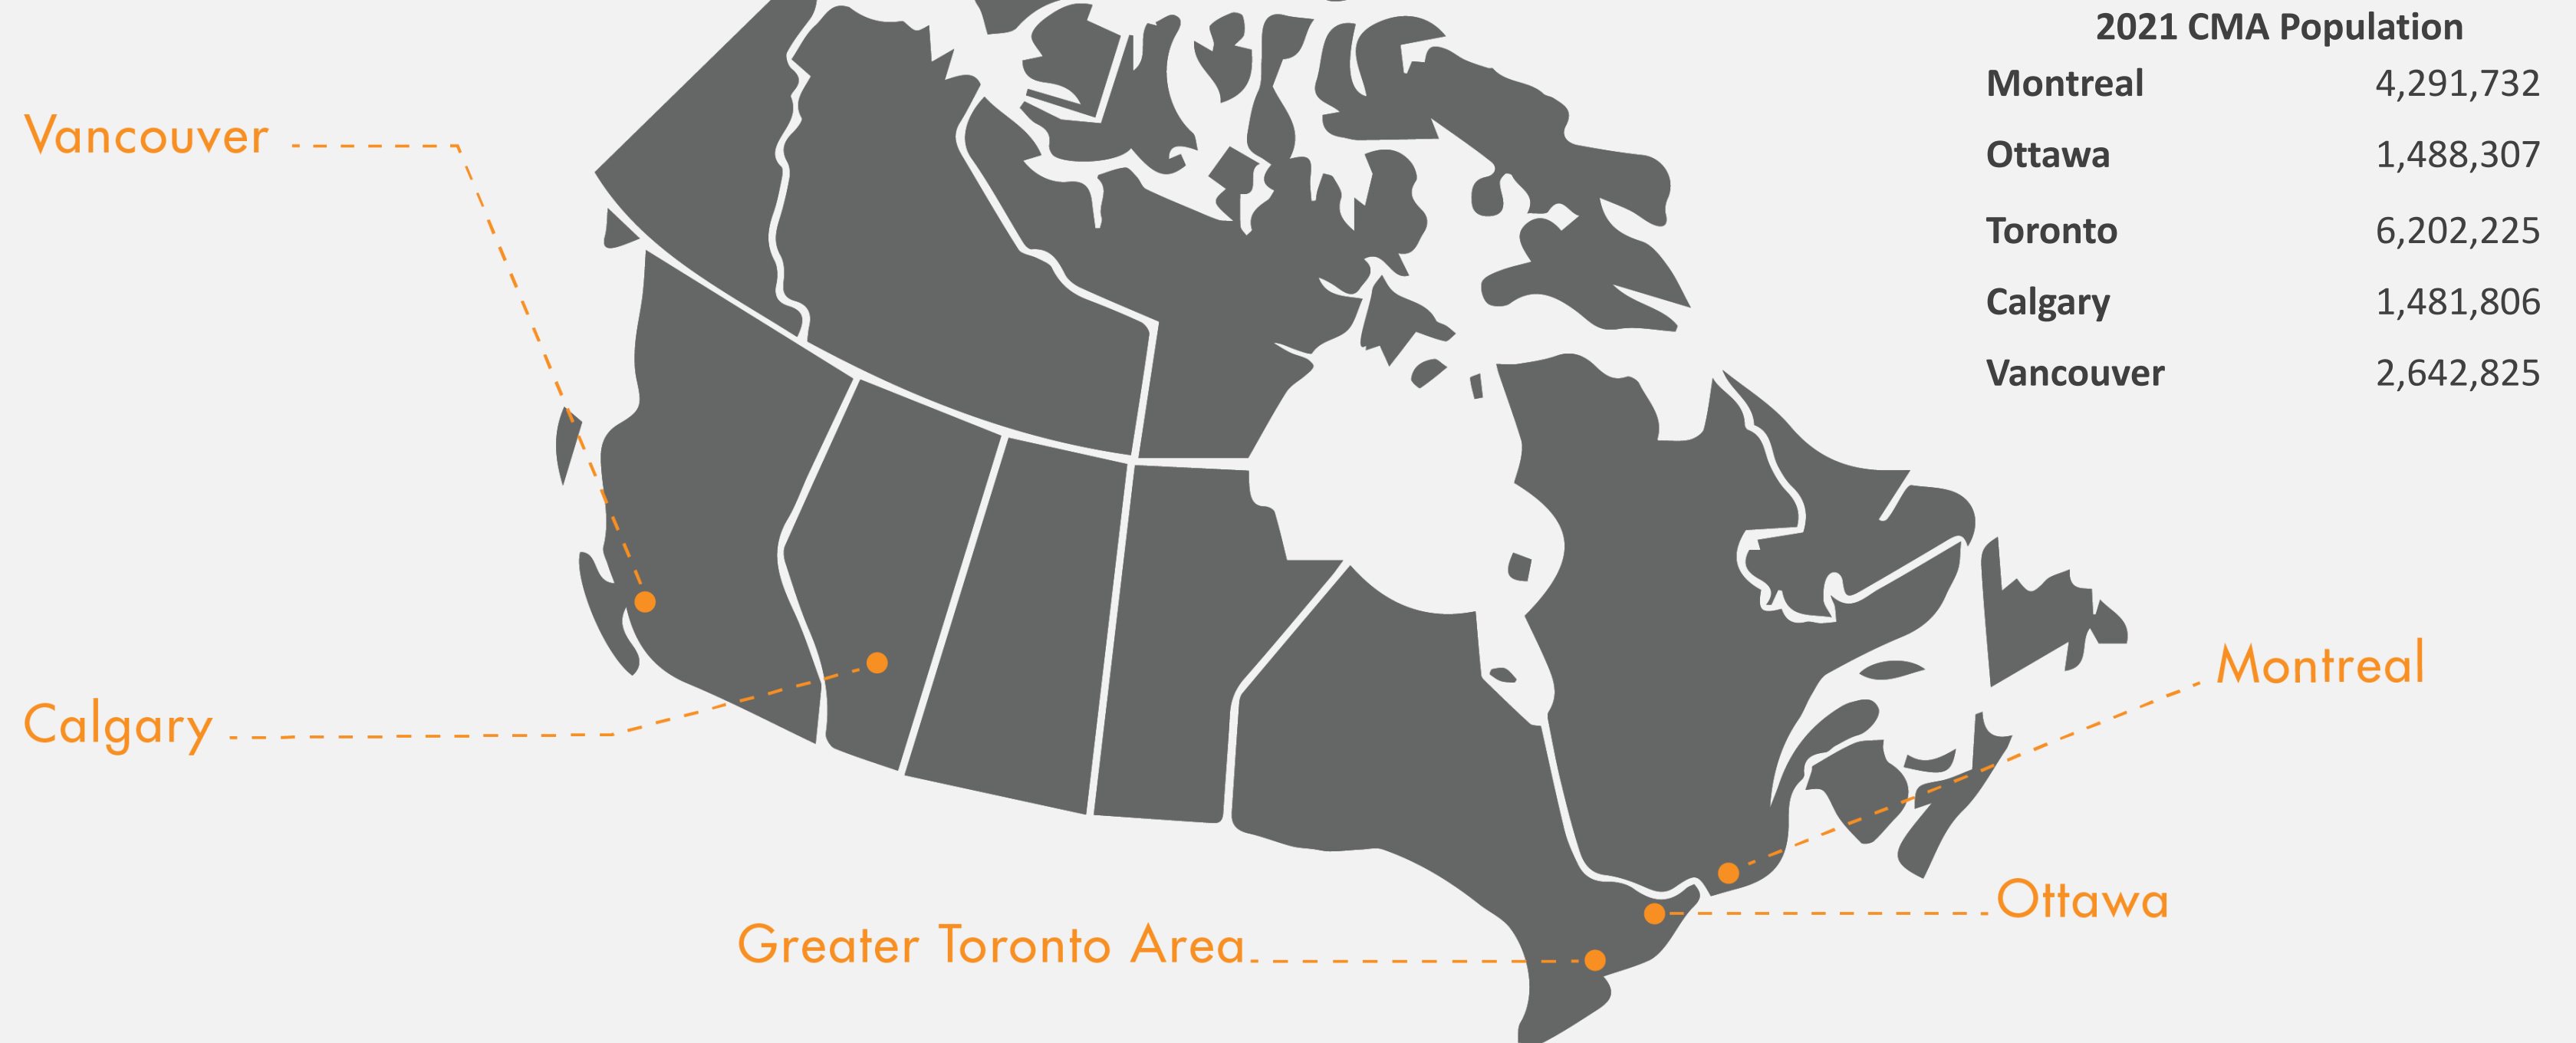 2021 CMA Population
Montreal 4,291,732
Ottawa 1,488,307
Toronto 6,202,225
Calgary 1,481,806
Vancouver 2,642,825
Vancouver
Calgary
Montreal
Ottawa
Greater Toronto Area